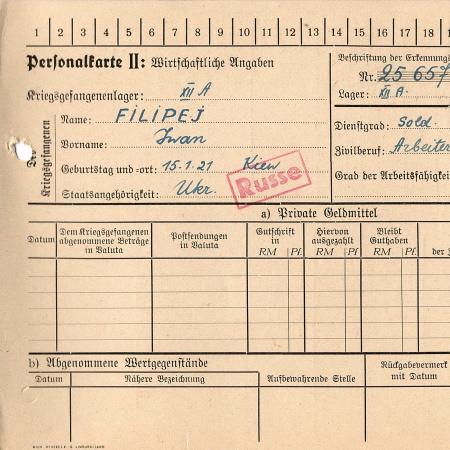 1 2 3 4 5 6 7 8 9 10 11 12 13 14 15 16 17 18
Personalkarte II: Wirtschaftliche Angaben
Beschriftung der Erkennungs
Nr. 25 657
Kriegsgefangenenlager: XII A
Lager: XII A.
Des Kriegsgefangenen
Name: FILIPEJ
Vorname: Iwan
Dienstgrad: Sold.
Zivilberuf: Arbeiter
Geburtstag und =ort: 15.1.21 Kiew
Grad der Arbeitsfähigkei
Staatsangehörigkeit: Ukr.
Russe
a) Private Geldmittel
Datum
Dem Kriegsgefangenen abgenommene Beträge in Valuta
Postsendungen in Valuta
Gutschrift in
RM Pf.
Hiervon ausgezahlt
RM Pf.
Bleibt Guthaben
RM Pf.
der
b) Abgenommene Wertgegenstände
Datum
Nähere Bezeichnung
Aufbewahrende Stelle
Rückgabevermerk mit Datum